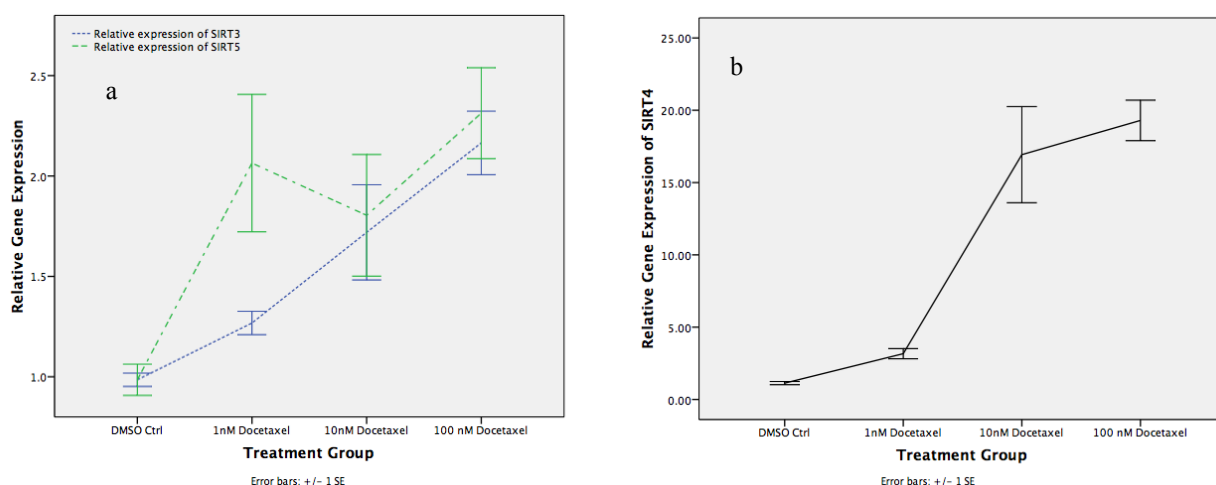 Relative expression of SIRT3
Relative expression of SIRT5
a
Relative Gene Expression
2.5
2.0
1.5
1.0
DMSO Ctrl
1nM Docetaxel
10nM Docetaxel
100 nM Docetaxel
Treatment Group
Error bars: +/- 1 SE
b
Relative Gene Expression of SIRT4
25.00
20.00
15.00
10.00
5.00
0.00
DMSO Ctrl
1nM Docetaxel
10nM Docetaxel
100 nM Docetaxel
Treatment Group
Error bars: +/- 1 SE